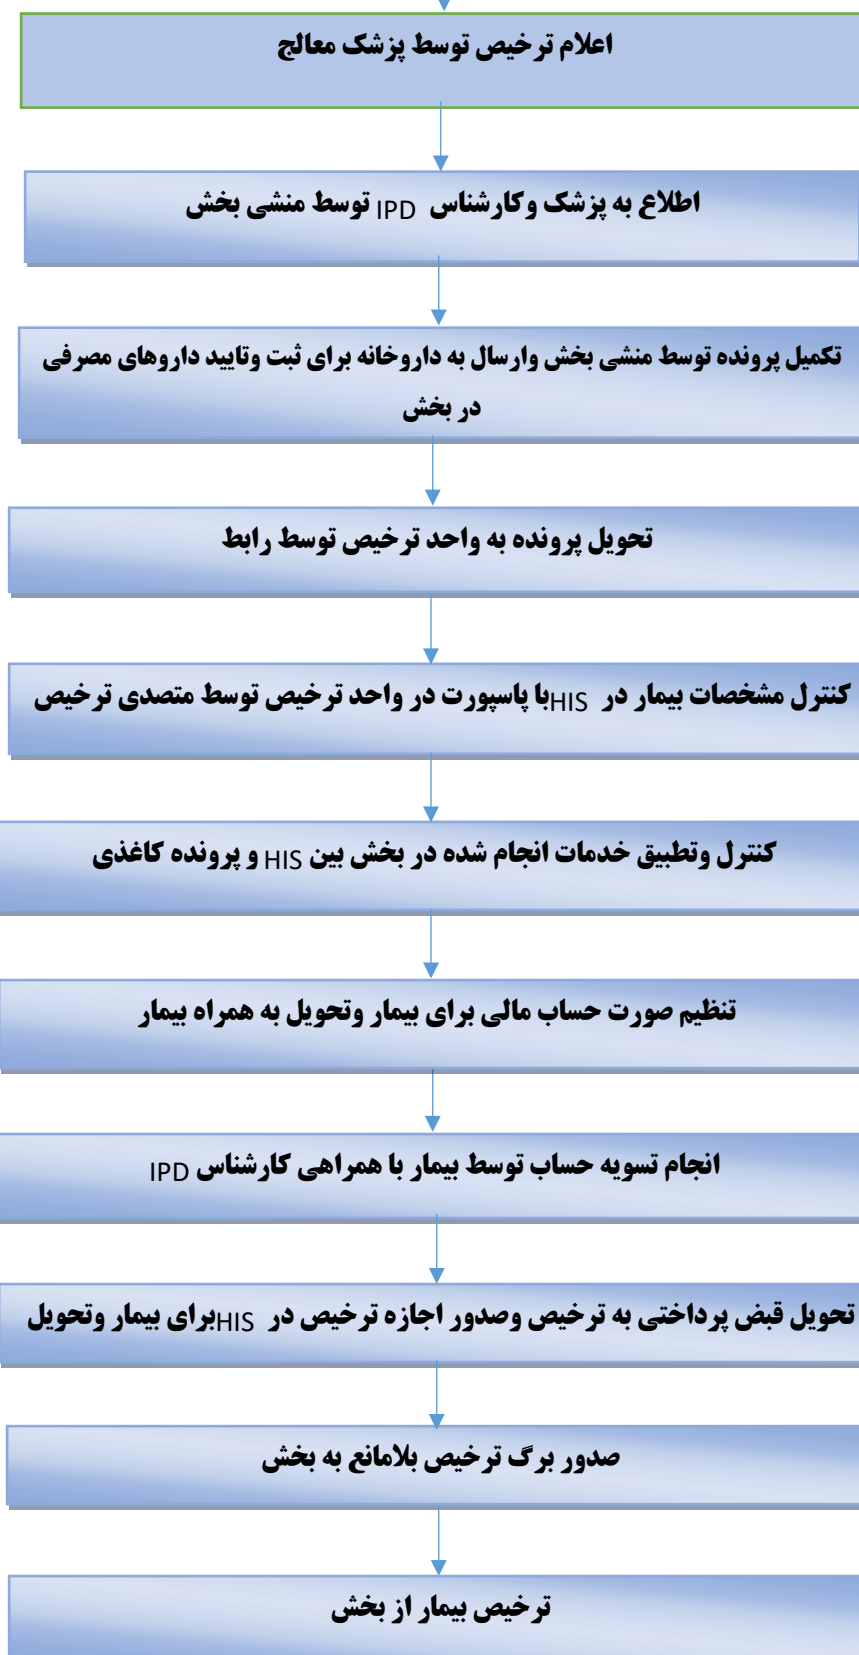 اعلام ترخیص توسط پزشک معالج
اطلاع به پزشک وکارشناس IPD توسط منشی بخش
تکمیل پرونده توسط منشی بخش وارسال به داروخانه برای ثبت وتایید داروهای مصرفی
در بخش
تحویل پرونده به واحد ترخیص توسط رابط
کنترل مشخصات بیمار در HIS با پاسپورت در واحد ترخیص توسط متصدی ترخیص
کنترل وتطبیق خدمات انجام شده در بخش بین HIS و پرونده کاغذی
تنظیم صورت حساب مالی برای بیمار وتحویل به همراه بیمار
انجام تسویه حساب توسط بیمار با همراهی کارشناس IPD
تحویل قبض پرداختی به ترخیص وصدور اجازه ترخیص در HIS برای بیمار وتحویل
صدور برگ ترخیص بلامانع به بخش
ترخیص بیمار از بخش